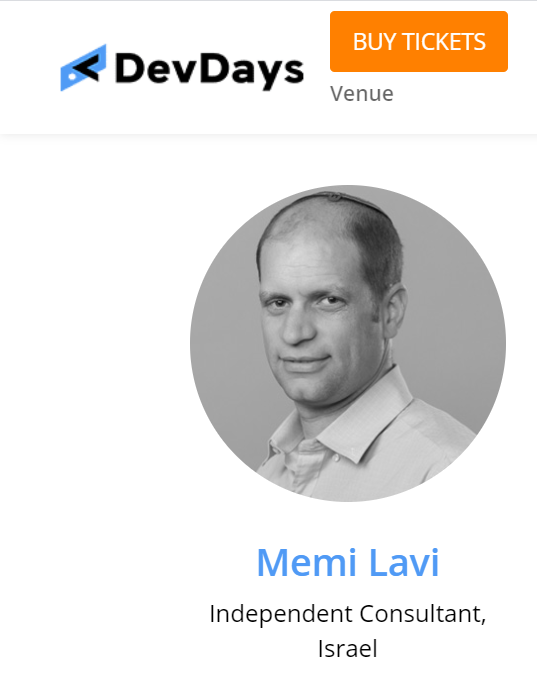 DevDays
BUY TICKETS
Venue
Memi Lavi
Independent Consultant,
Israel